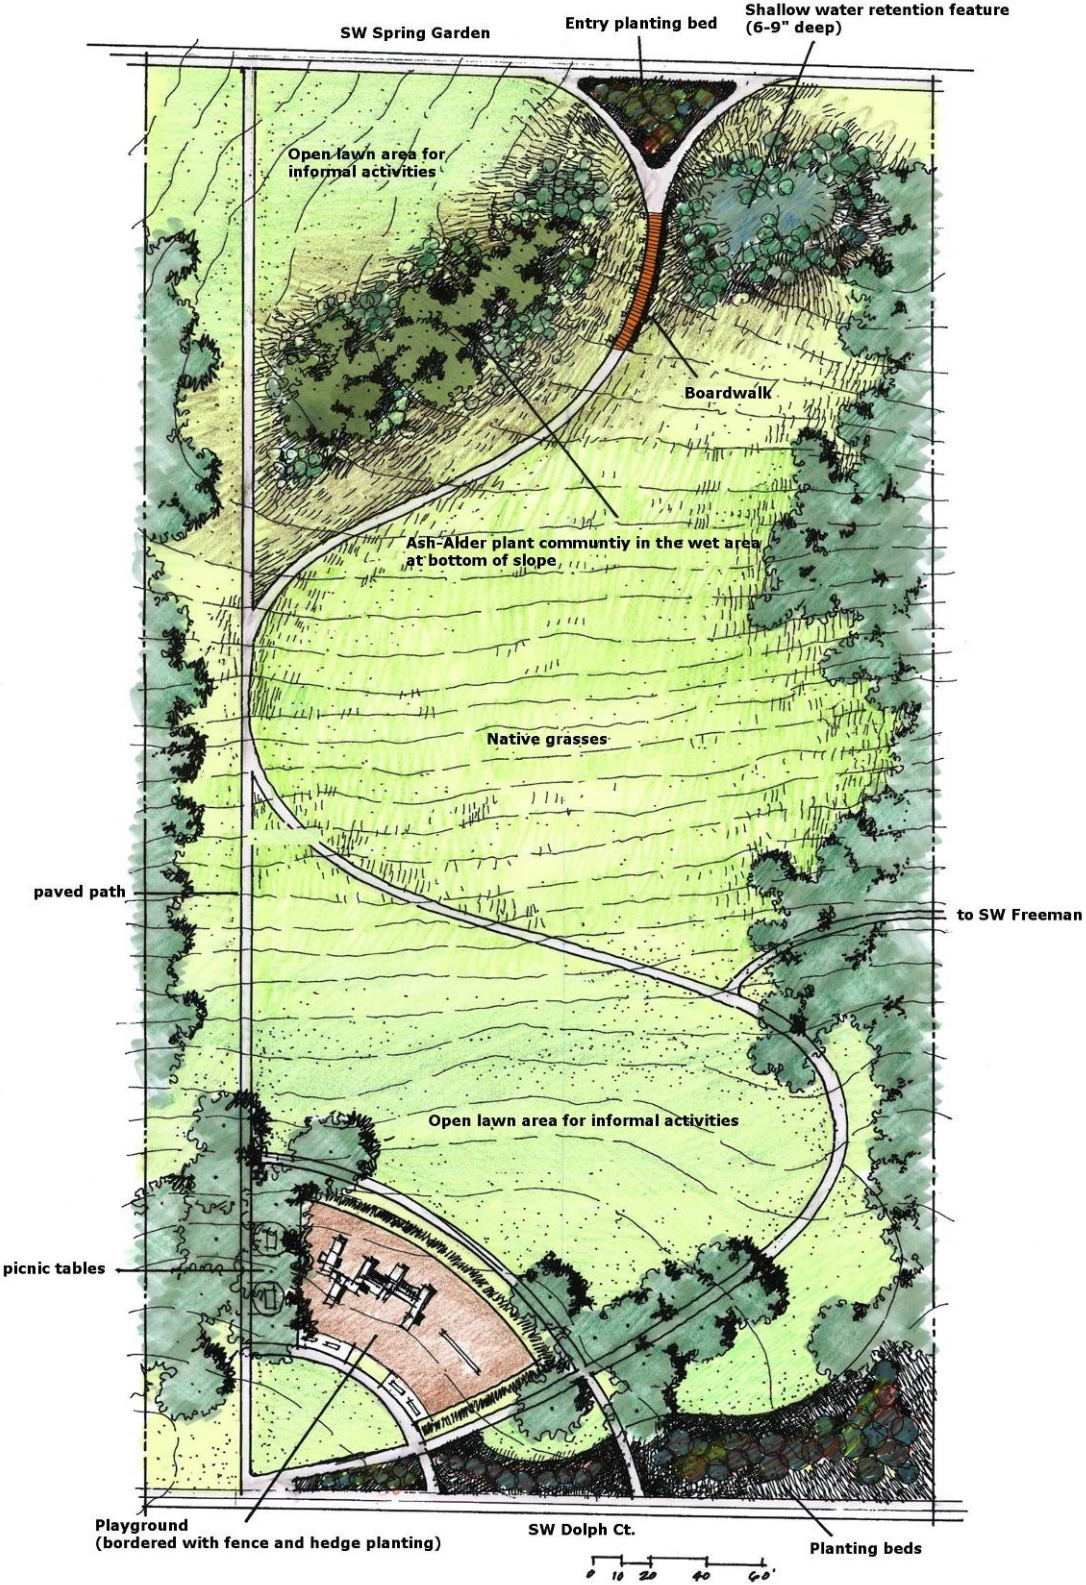 Shallow water retention feature
(6-9" deep)
Entry planting bed
SW Spring Garden
Open lawn area for
informal activities
Boardwalk
Ash-Alder plant communtiy in the wet area
at bottom of slope
Native grasses
paved path
to SW Freeman
Open lawn area for informal activities
picnic tables
Playground
(bordered with fence and hedge planting)
SW Dolph Ct.
Planting beds
0 10 20 40 60'